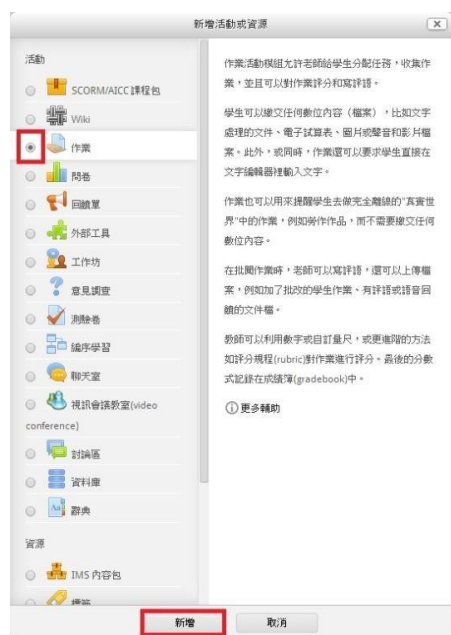 新增活動或資源
活動
SCORM/AICC 課程包
Wiki
作業
問卷
回饋單
外部工具
工作坊
意見調查
測驗卷
編序學習
聊天室
視訊會議教室(video
conference)
討論區
資料庫
辭典
資源
IMS 內容包
標籤
作業活動模組允許老師給學生分配任務，收集作
業，並且可以對作業評分和寫評語。
學生可以繳交任何數位內容（檔案），比如文字
處理的文件、電子試算表、圖片或聲音和影片檔
案。此外，或同時，作業還可以要求學生直接在
文字編輯器裡輸入文字。
作業也可以用來提醒學生去做完全離線的"真實世
界"中的作業，例如勞作作品，而不需要繳交任何
數位內容。
在批閱作業時，老師可以寫評語，還可以上傳檔
案，例如加了批改的學生作業、有評語或語音回
饋的文件檔。
教師可以利用數字或自訂量尺，或更進階的方法
如評分規程(rubric)對作業進行評分。最後的分數
式記錄在成績簿(gradebook)中。
更多輔助
新增
取消